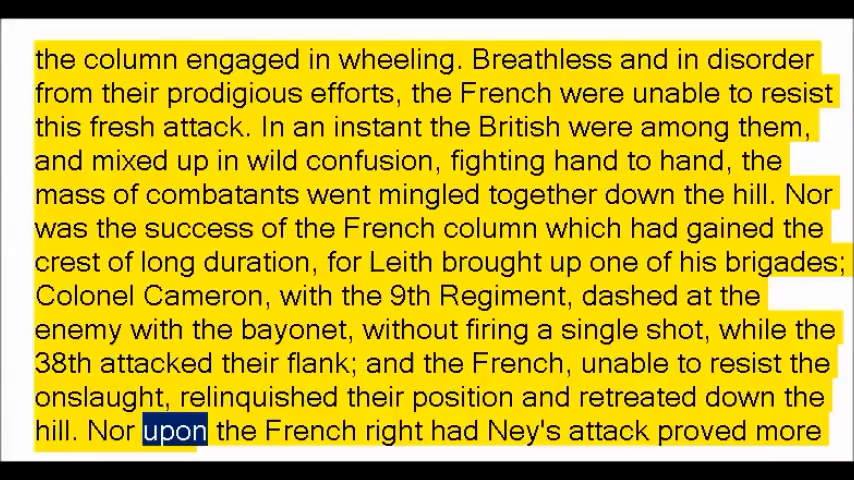 the column engaged in wheeling. Breathless and in disorder
from their prodigious efforts, the French were unable to resist
this fresh attack. In an instant the British were among them,
and mixed up in wild confusion, fighting hand to hand, the
mass of combatants went mingled together down the hill. Nor
was the success of the French column which had gained the
crest of long duration, for Leith brought up one of his brigades;
Colonel Cameron, with the 9th Regiment, dashed at the
enemy with the bayonet, without firing a single shot, while the
38th attacked their flank; and the French, unable to resist the
onslaught, relinquished their position and retreated down the
hill. Nor upon the French right had Ney's attack proved more